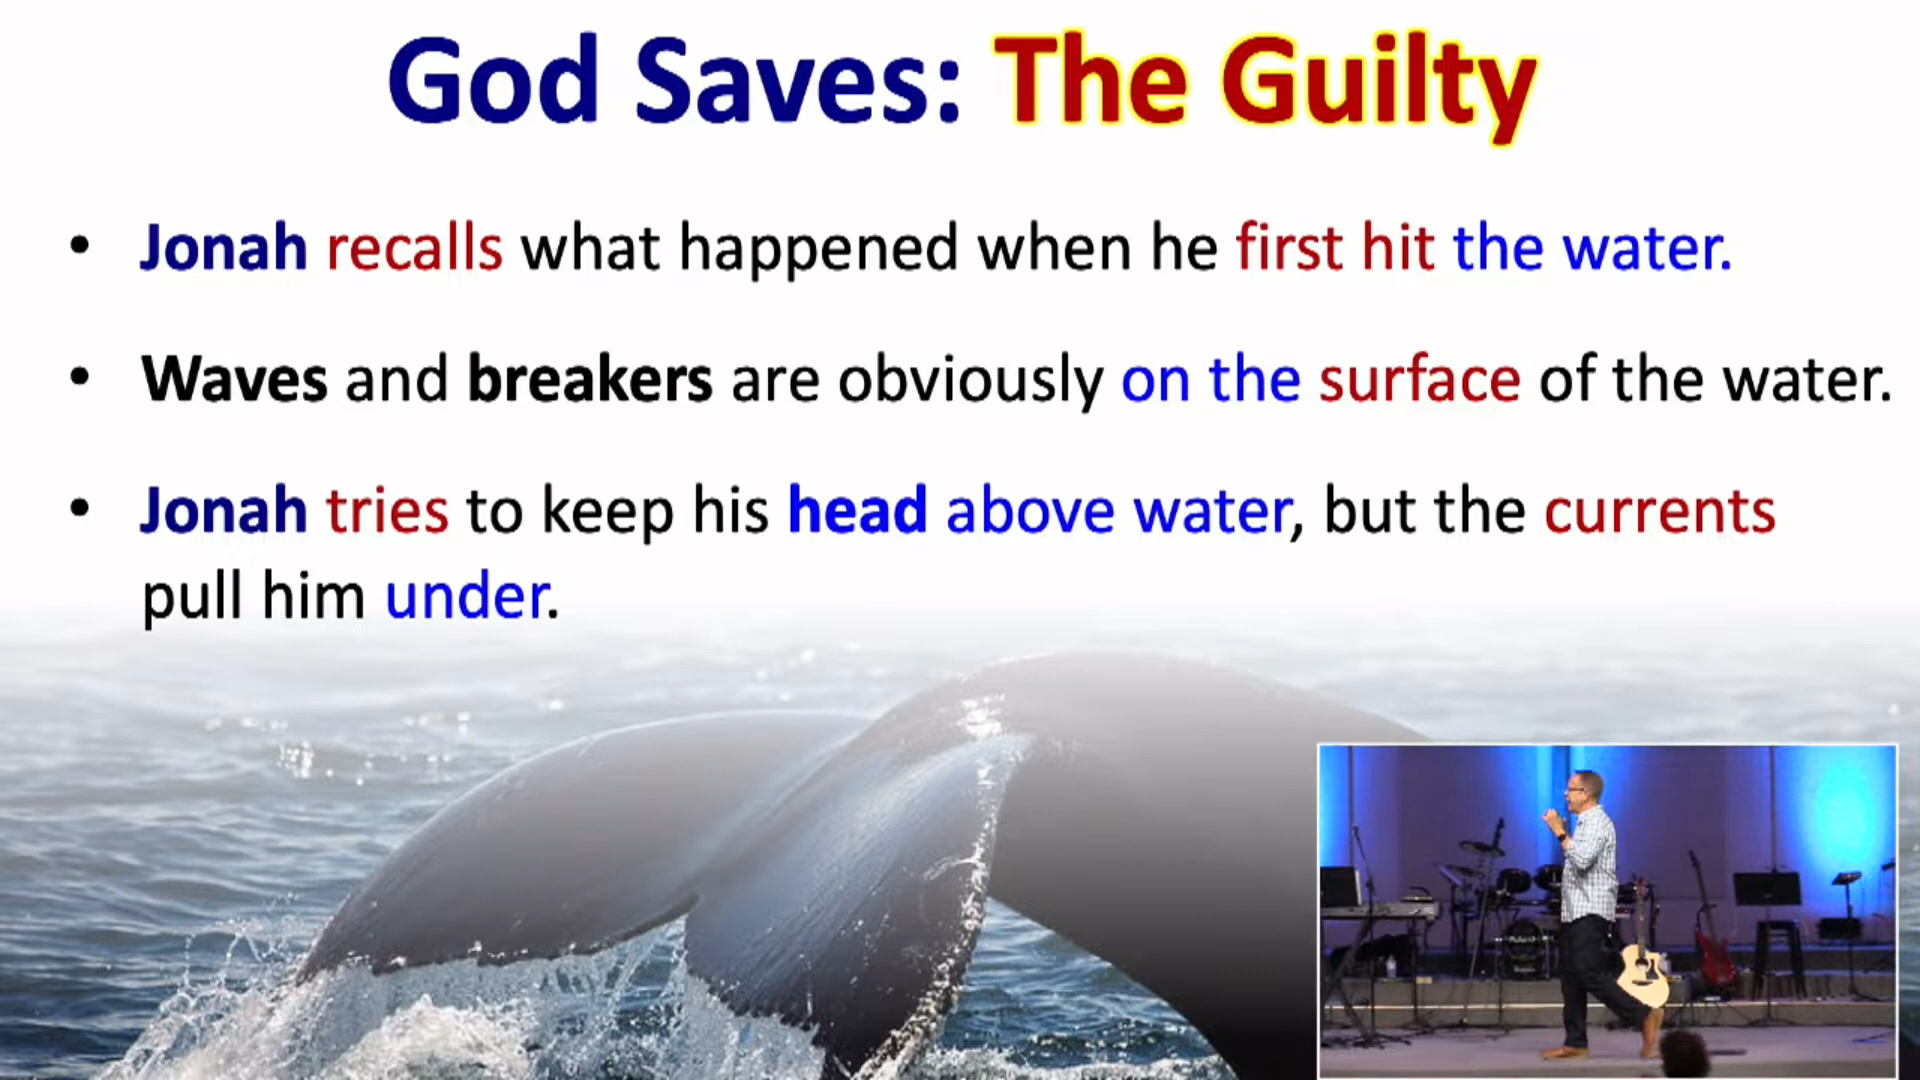 God Saves: The Guilty
• Jonah recalls what happened when he first hit the water.
• Waves and breakers are obviously on the surface of the water.
• Jonah tries to keep his head above water, but the currents
pull him under.